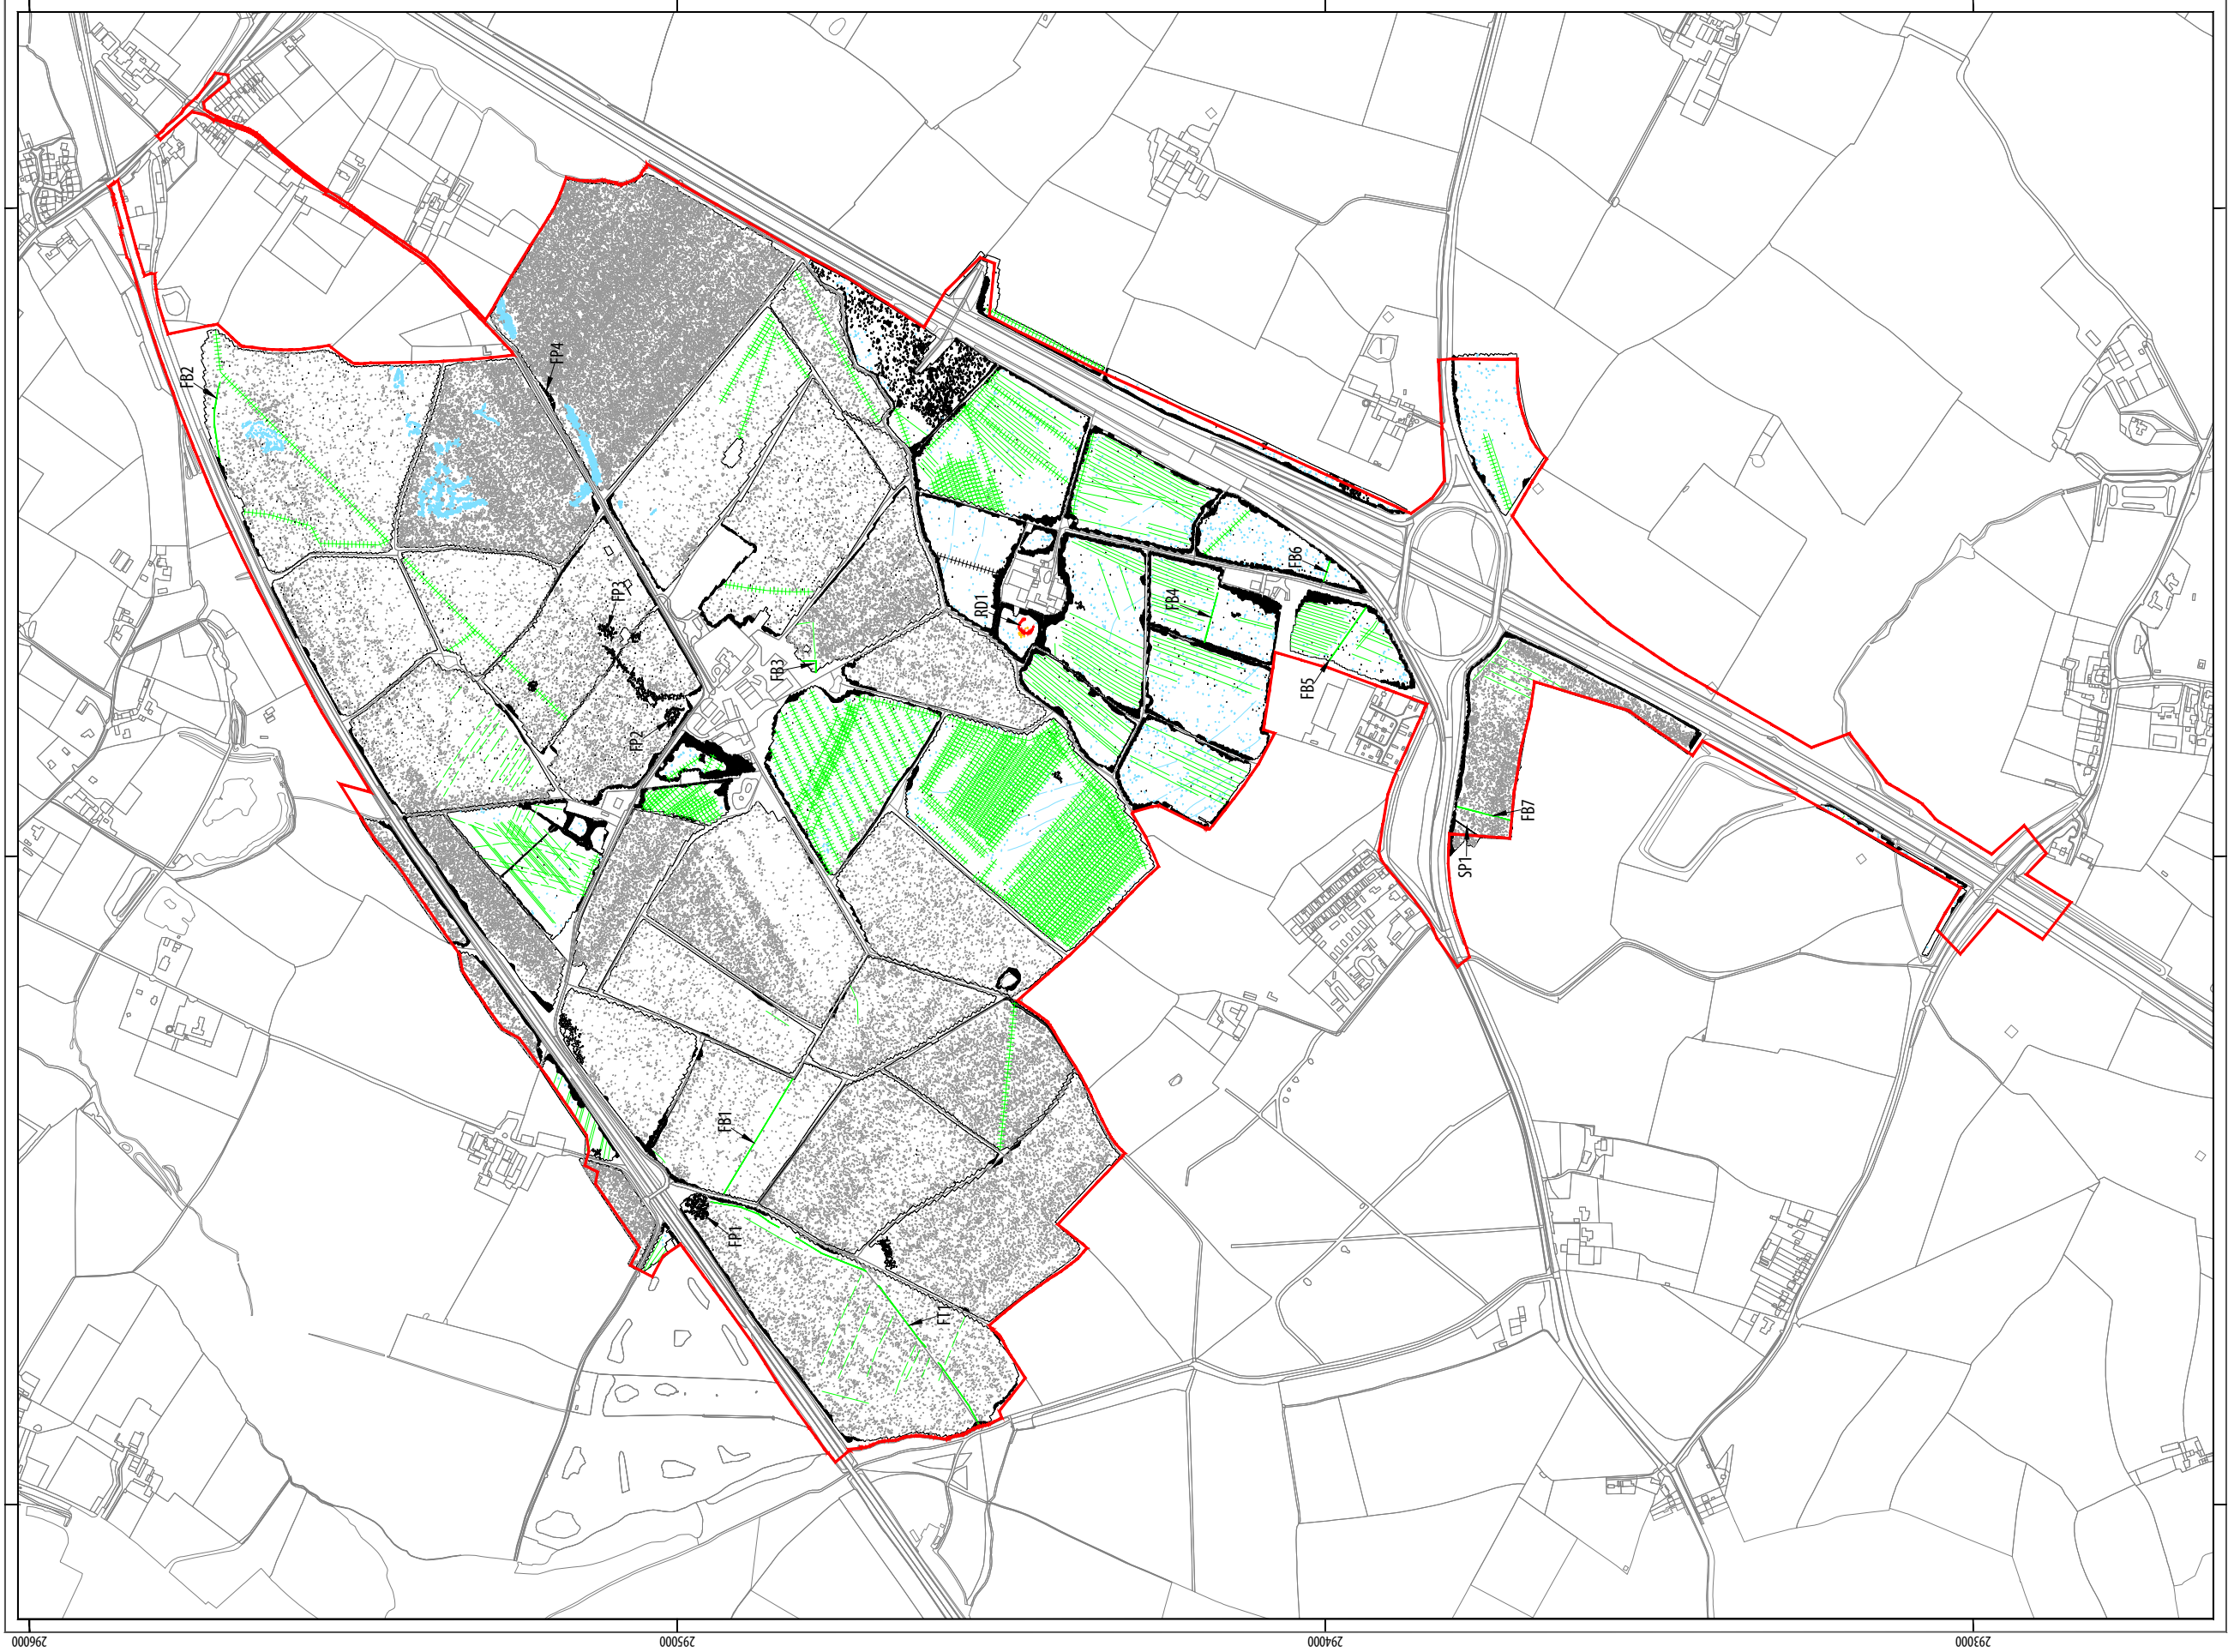 FB2
FP4
FP3
RD1
FB4
FB6
FB3
FB5
FP2
FB7
SP1
FB1
FP1
FT1
296000
295000
294000
293000